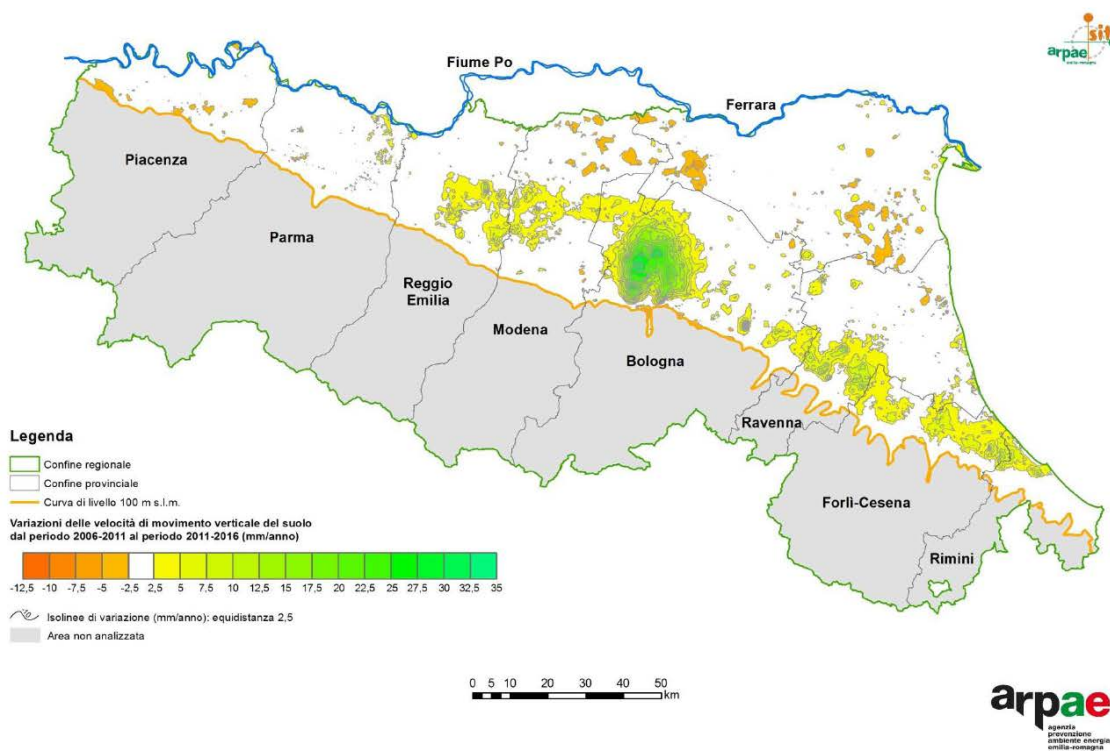 sit
arpae
emilia-romagna
Fiume Po
Ferrara
Piacenza
Parma
Reggio
Emilia
Modena
Bologna
Ravenna
Forlì-Cesena
Rimini
Legenda
Confine regionale
Confine provinciale
Curva di livello 100 m s.l.m.
Variazioni delle velocità di movimento verticale del suolo
dal periodo 2006-2011 al periodo 2011-2016 (mm/anno)
-12,5 -10 -7,5 -5 -2,5 2,5 5 7,5 10 12,5 15 17,5 20 22,5 25 27,5 30 32,5 35
Isolinee di variazione (mm/anno): equidistanza 2,5
Area non analizzata
0 5 10 20 30 40 50
km
arpae
agenzia
prevenzione
ambiente energia
emilia-romagna